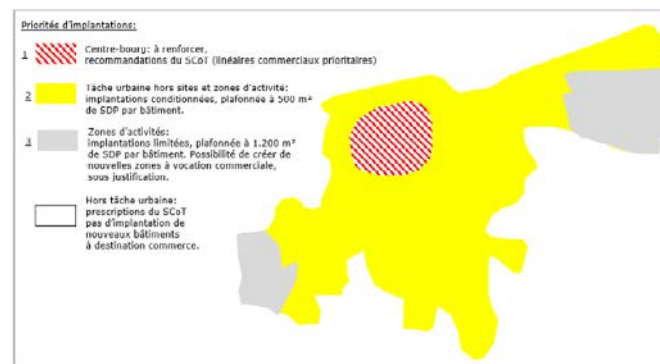 Priorités d'implantations:
1 Centre-bourg: à renforcer,
recommandations du SCoT (linéaires commerciaux prioritaires)
2 Tâche urbaine hors sites et zones d'activité:
implantations conditionnées, plafonnée à 500 m²
de SDP par bâtiment.
3 Zones d'activités:
implantations limitées, plafonnée à 1.200 m²
de SDP par bâtiment. Possibilité de créer de
nouvelles zones à vocation commerciale,
sous justification.
Hors tâche urbaine:
prescriptions du SCoT
pas d'implantation de
nouveaux bâtiments
à destination commerce.